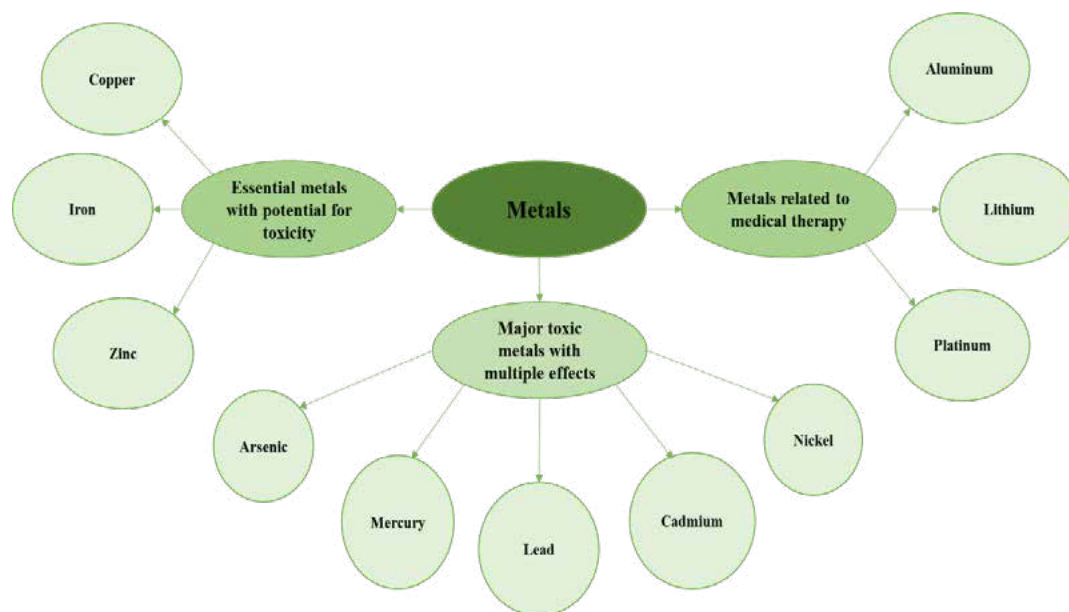 Metals
Essential metals
with potential for
toxicity
Copper
Iron
Zinc
Major toxic
metals with
multiple effects
Arsenic
Mercury
Lead
Cadmium
Nickel
Metals related to
medical therapy
Aluminum
Lithium
Platinum